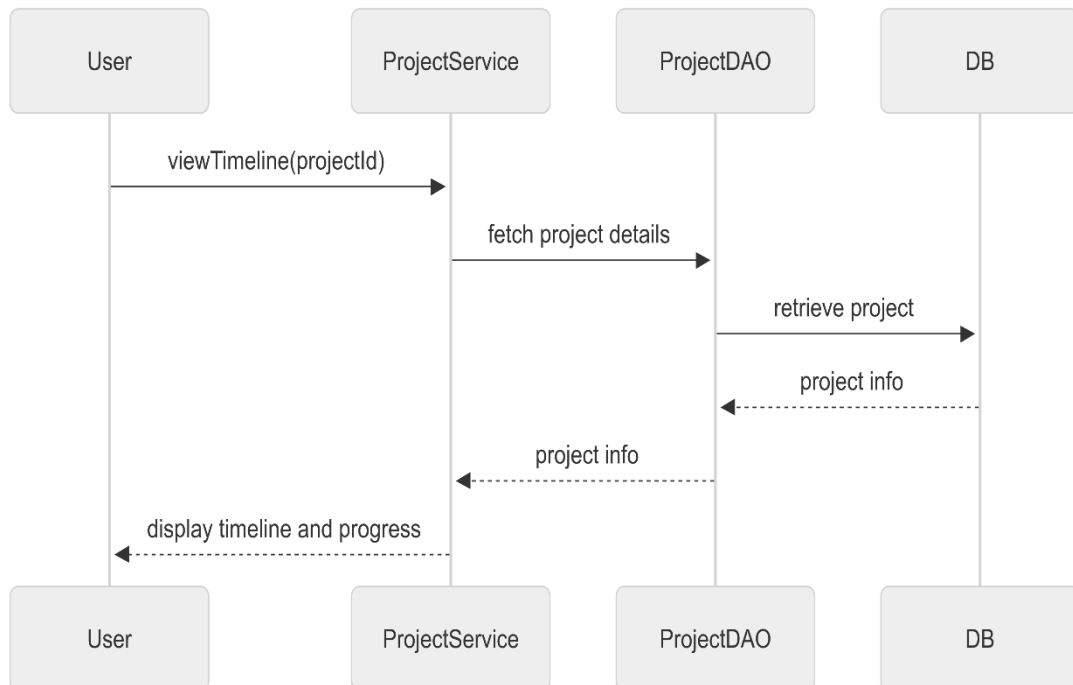 User
ProjectService
ProjectDAO
DB
viewTimeline(projectId)
fetch project details
retrieve project
project info
project info
display timeline and progress
User
ProjectService
ProjectDAO
DB